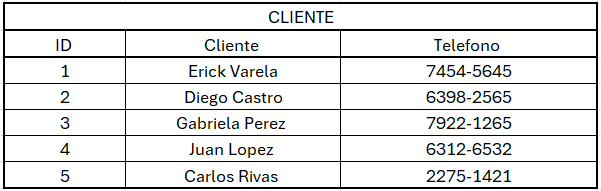 CLIENTE
ID Cliente Telefono
1 Erick Varela 7454-5645
2 Diego Castro 6398-2565
3 Gabriela Perez 7922-1265
4 Juan Lopez 6312-6532
5 Carlos Rivas 2275-1421